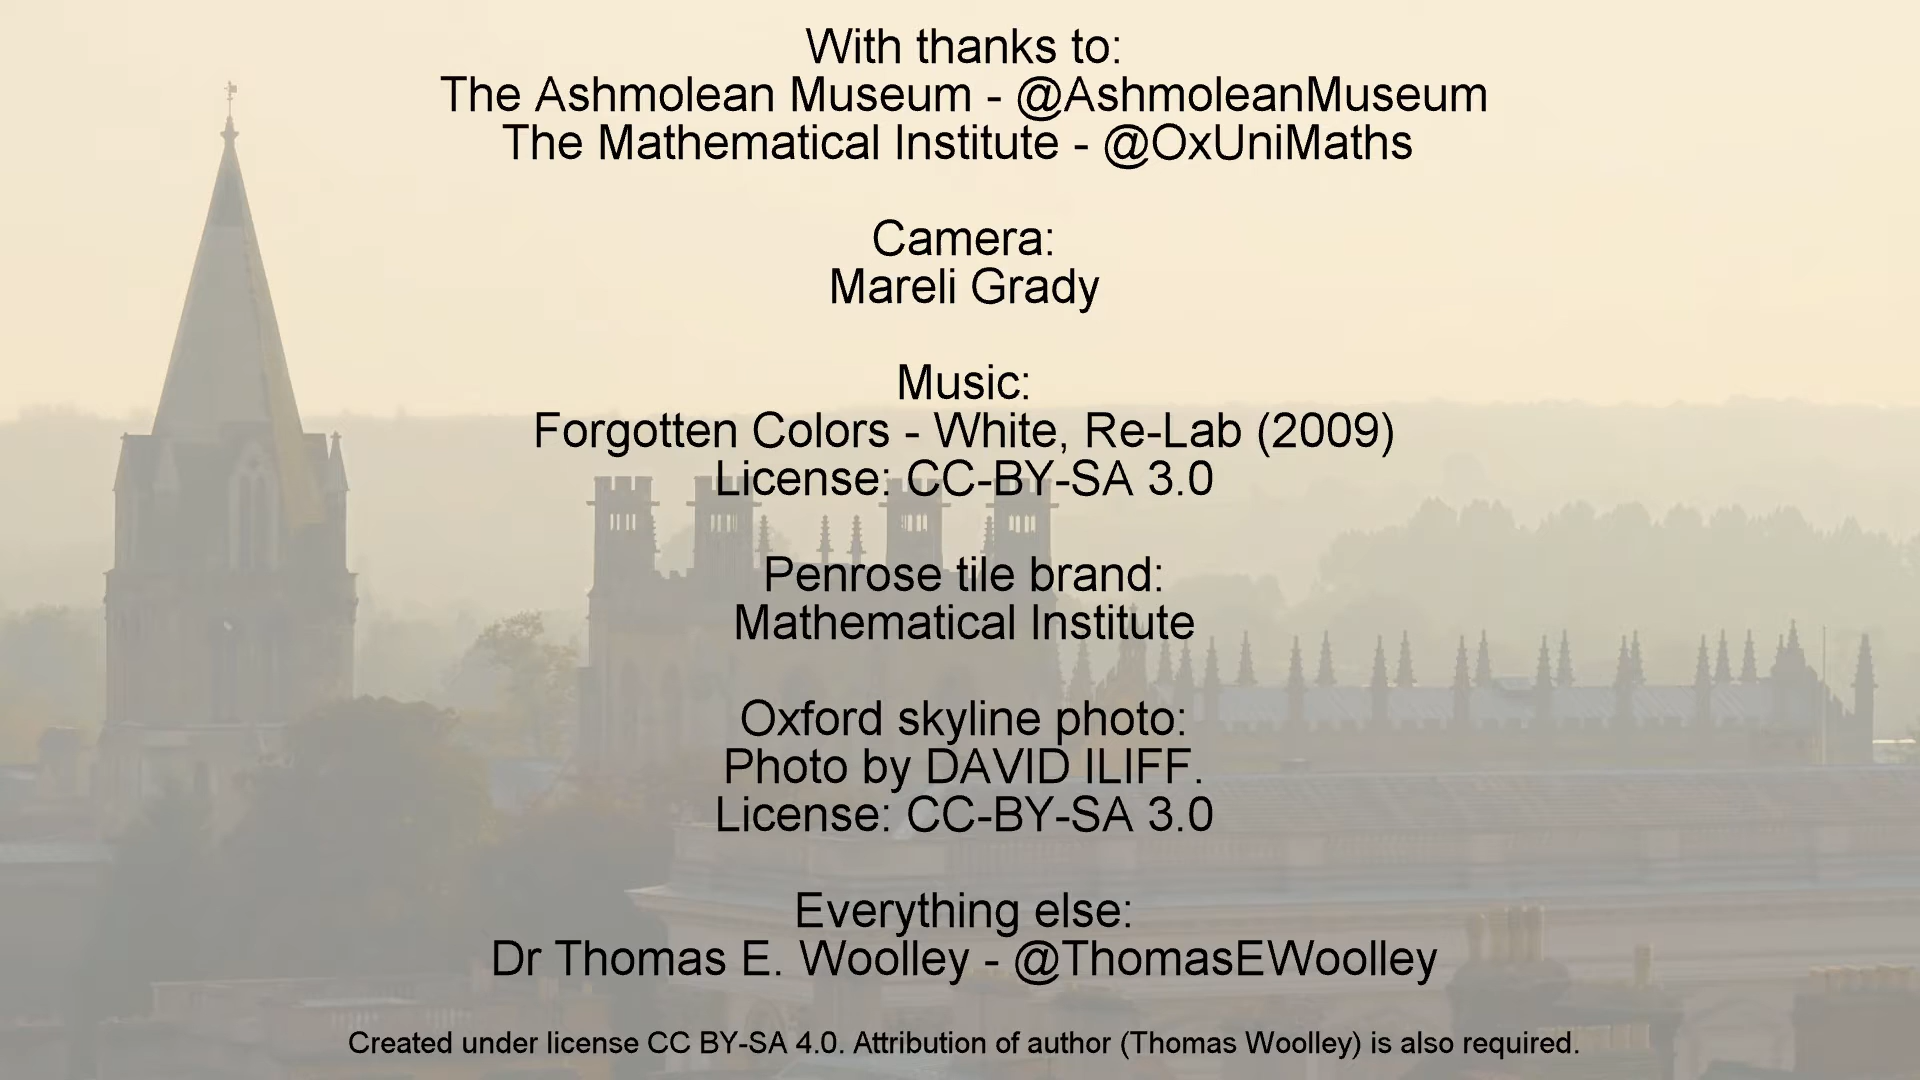 With thanks to:
The Ashmolean Museum - @AshmoleanMuseum
The Mathematical Institute - @OxUniMaths
Camera:
Mareli Grady
Music:
Forgotten Colors - White, Re-Lab (2009)
License: CC-BY-SA 3.0
Penrose tile brand:
Mathematical Institute
Oxford skyline photo:
Photo by DAVID ILIFF.
License: CC-BY-SA 3.0
Everything else:
Dr Thomas E. Woolley - @ThomasEWoolley
Created under license CC BY-SA 4.0. Attribution of author (Thomas Woolley) is also required.